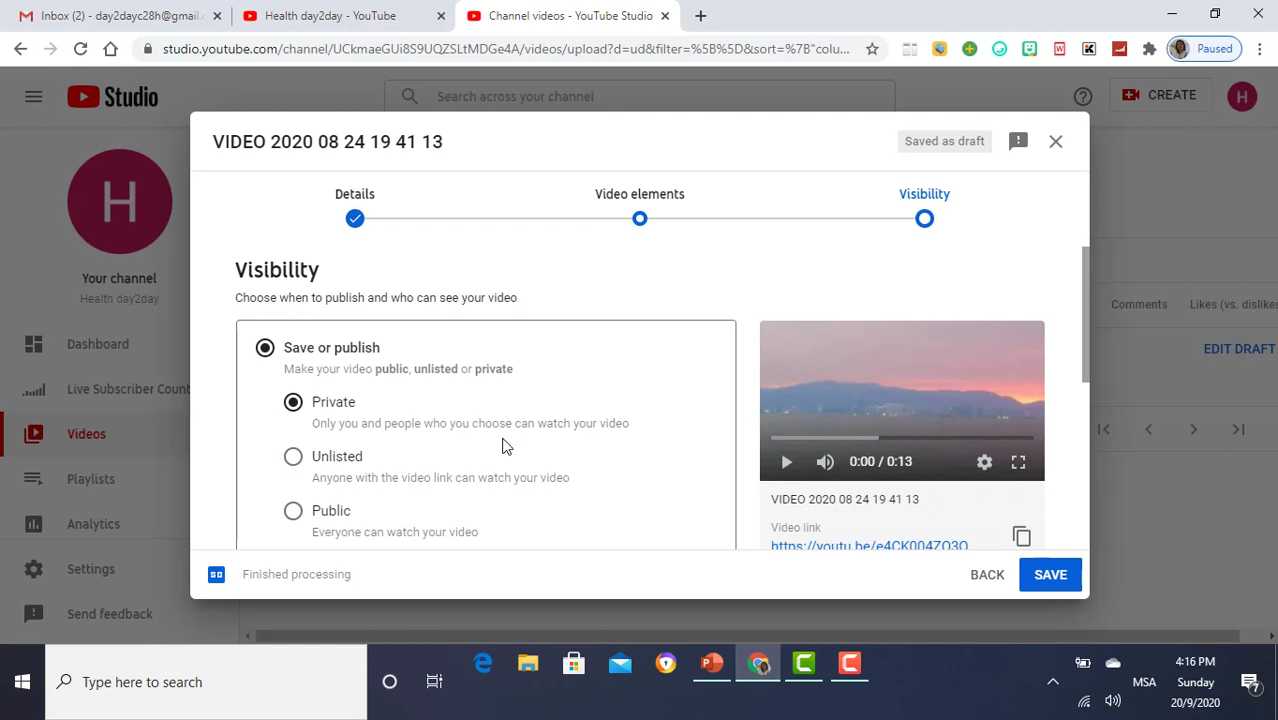 Inbox (2) - day2dayc28h@gmail.c
Health day2day - YouTube
Channel videos - YouTube Studio
studio.youtube.com/channel/UCkmaeGUi8S9UQZSLtMDGe4A/videos/upload?d=ud&filter=%5B%5D&sort=%7B"colu...
Paused
Studio
Search across your channel
CREATE
H
VIDEO 2020 08 24 19 41 13
Saved as draft
Details
Video elements
Visibility
H
Your channel
Health day2day
Visibility
Choose when to publish and who can see your video
Comments
Likes (vs. dislikes
Save or publish
Make your video public, unlisted or private
EDIT DRAFT
Dashboard
Live Subscriber Count
Videos
Playlists
Analytics
Settings
Send feedback
Private
Only you and people who you choose can watch your video
Unlisted
Anyone with the video link can watch your video
Public
Everyone can watch your video
0:00 / 0:13
VIDEO 2020 08 24 19 41 13
Video link
https://youtu.be/e4CK004ZO3Q
SD
Finished processing
BACK
SAVE
Type here to search
4:16 PM
MSA
Sunday
20/9/2020
7